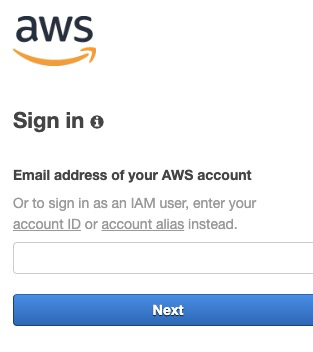 aws
Sign in
Email address of your AWS account
Or to sign in as an IAM user, enter your
account ID or account alias instead.
Next